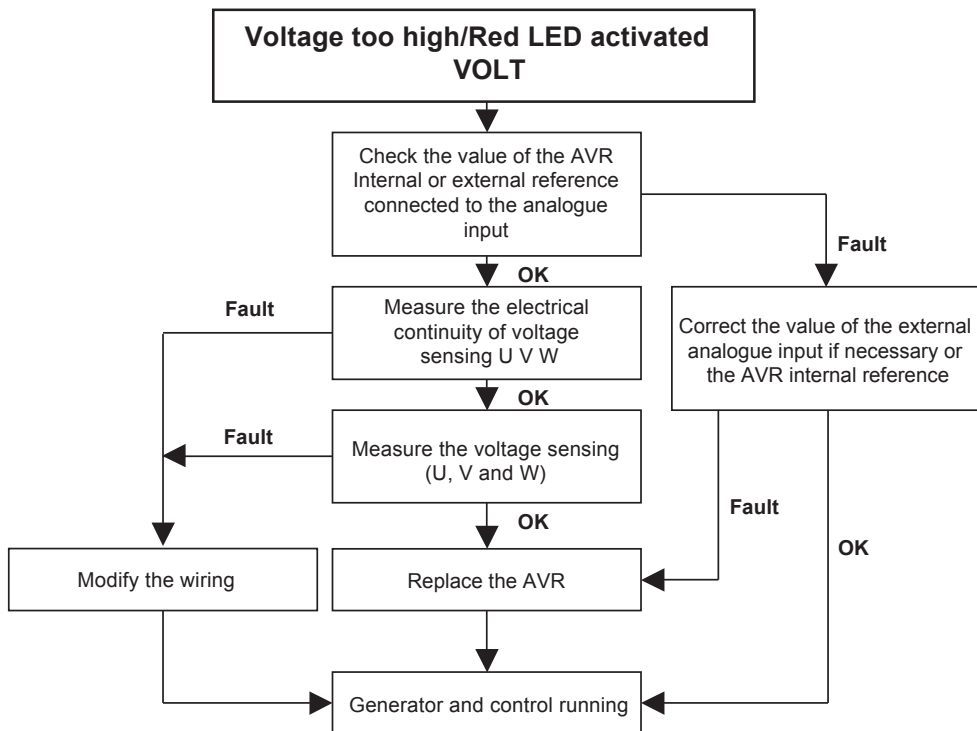 Voltage too high/Red LED activated
VOLT
Check the value of the AVR
Internal or external reference
connected to the analogue
input
Fault
OK
Fault
Measure the electrical
continuity of voltage
sensing U V W
Correct the value of the external
analogue input if necessary or
the AVR internal reference
OK
Fault
Measure the voltage sensing
(U, V and W)
OK
Fault
OK
Modify the wiring
Replace the AVR
Generator and control running